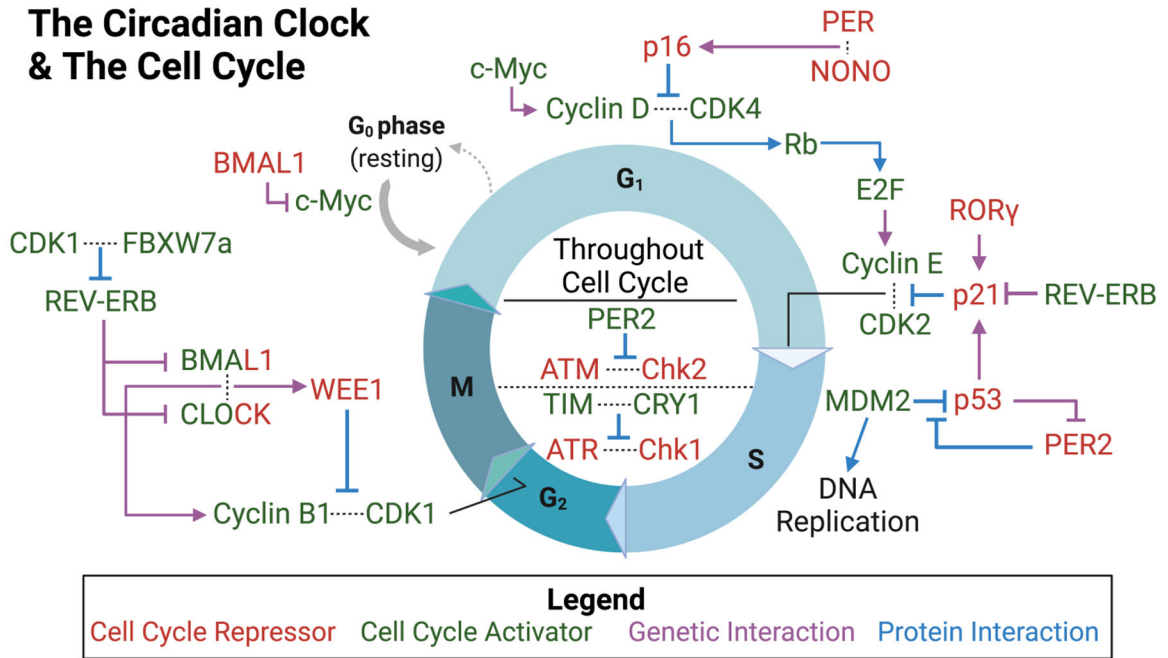 The Circadian Clock
& The Cell Cycle
PER
NONO
p16
c-Myc
Cyclin D
CDK4
Rb
E2F
G₀ phase
(resting)
BMAL1
c-Myc
G₁
RORγ
CDK1
FBXW7a
REV-ERB
Cyclin E
CDK2
p21
REV-ERB
Throughout
Cell Cycle
PER2
ATM
Chk2
TIM
CRY1
ATR
Chk1
BMAL1
CLOCK
WEE1
M
MDM2
p53
PER2
S
DNA
Replication
Cyclin B1
CDK1
G₂
Legend
Cell Cycle Repressor
Cell Cycle Activator
Genetic Interaction
Protein Interaction